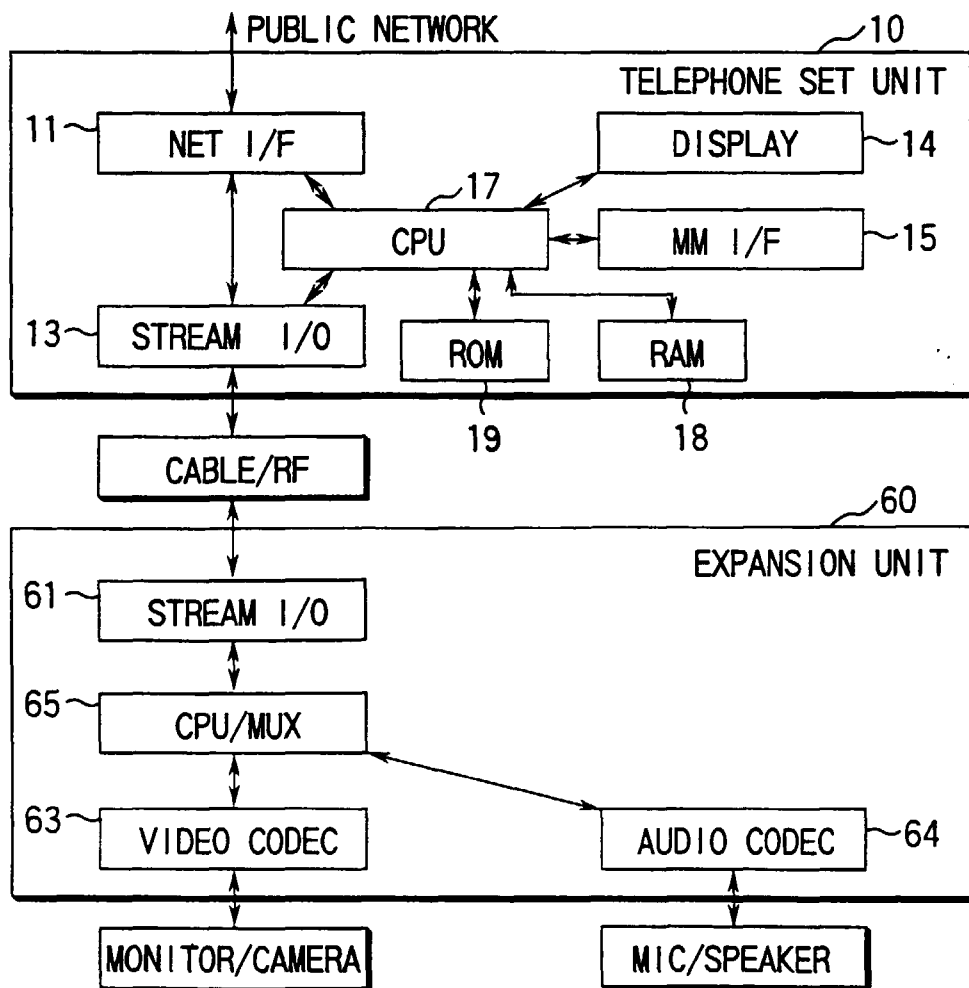 PUBLIC NETWORK
10
TELEPHONE SET UNIT
11
NET I/F
DISPLAY
14
17
CPU
MM I/F
15
13
STREAM I/O
ROM
RAM
19
18
CABLE/RF
60
EXPANSION UNIT
61
STREAM I/O
65
CPU/MUX
63
VIDEO CODEC
AUDIO CODEC
64
MONITOR/CAMERA
MIC/SPEAKER